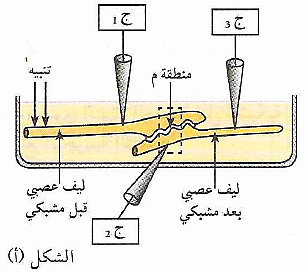 ج 1
ج 3
تنبيه
منطقة م
ليف عصبي
قبل مشبكي
ليف عصبي
بعد مشبكي
ج 2
الشكل (أ)